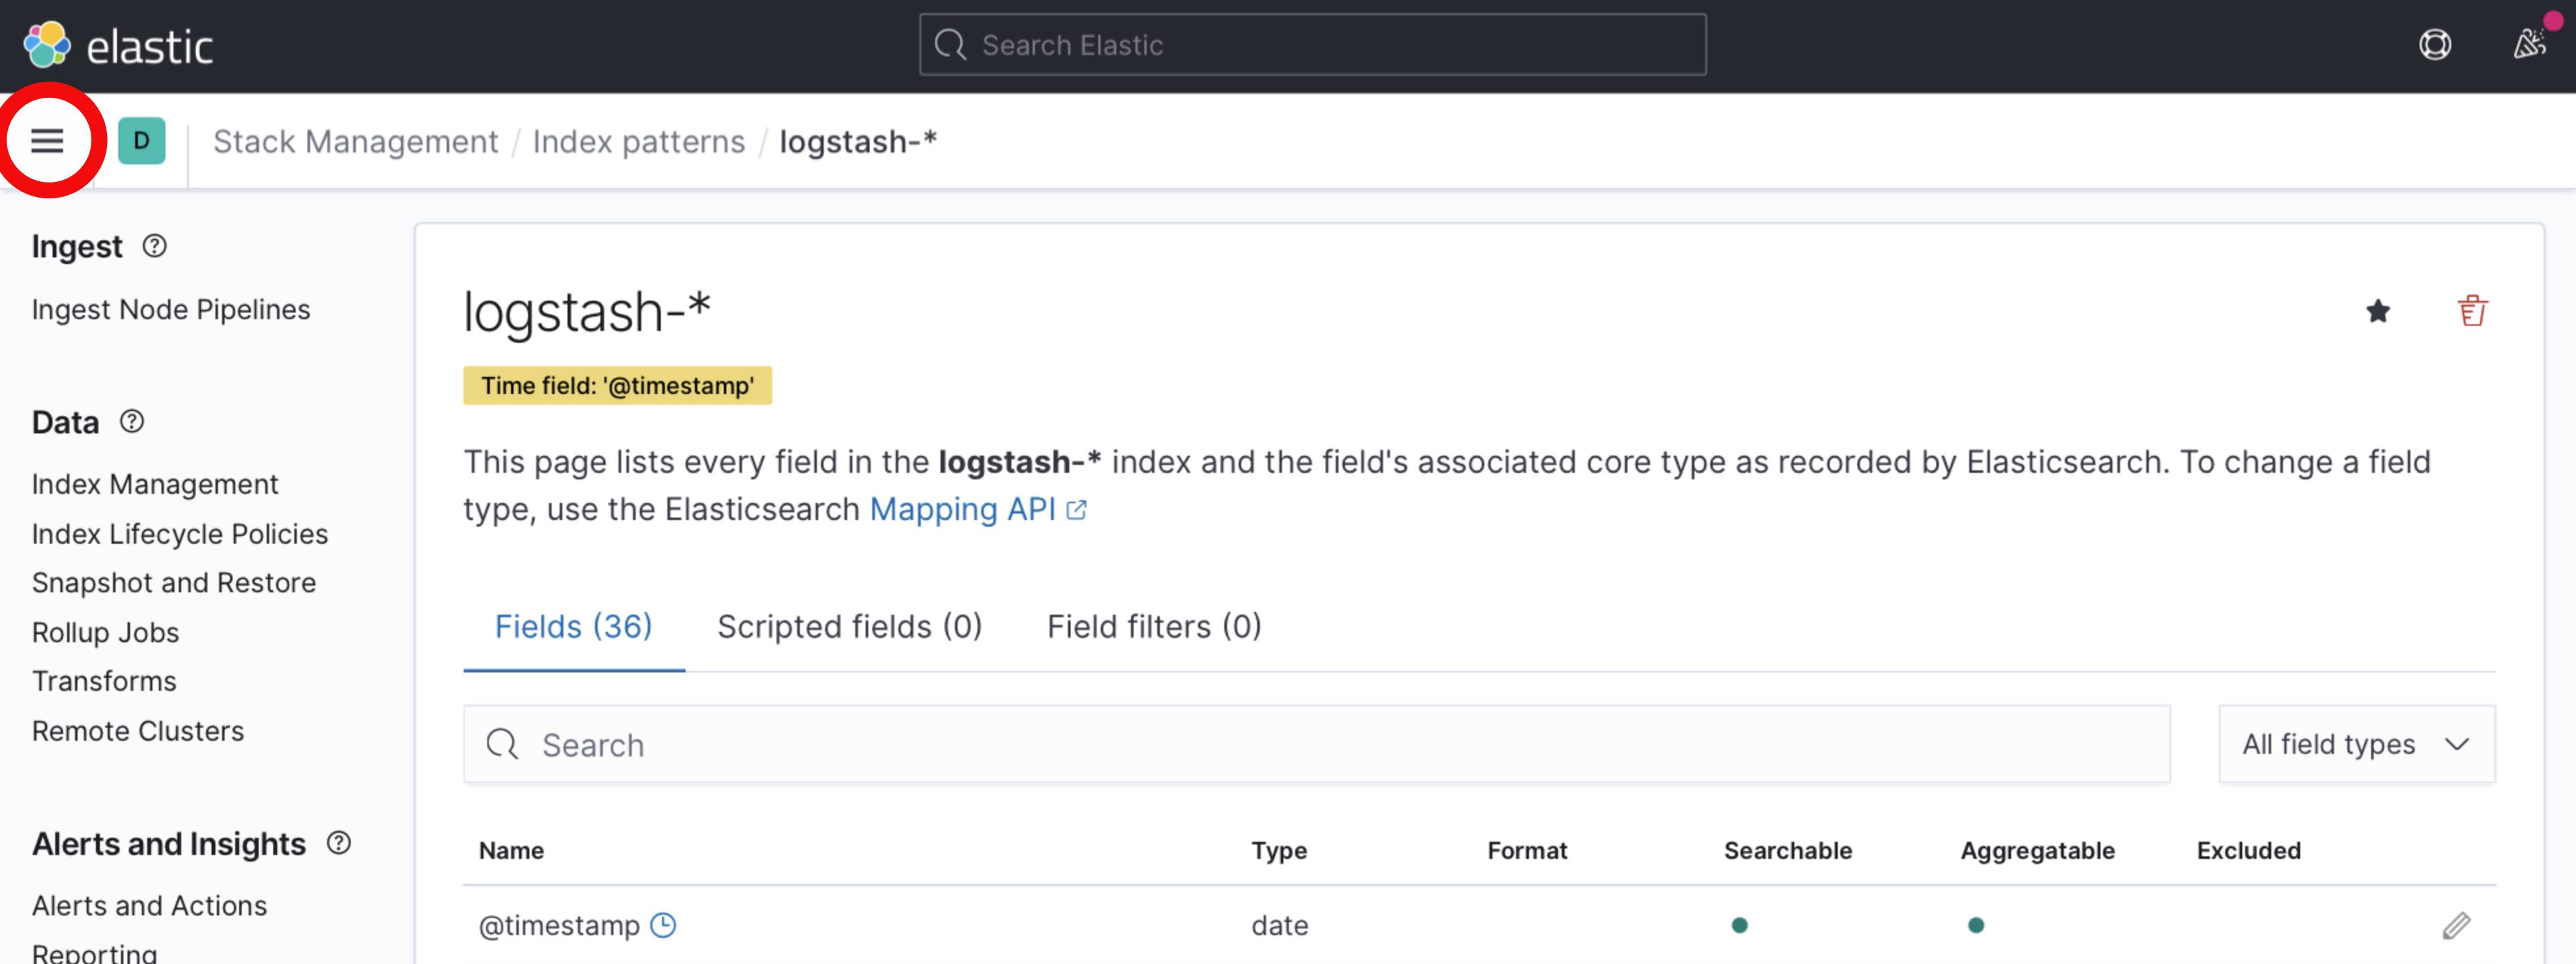 elastic
Search Elastic
D
Stack Management / Index patterns / logstash-*
Ingest
Ingest Node Pipelines
Data
Index Management
Index Lifecycle Policies
Snapshot and Restore
Rollup Jobs
Transforms
Remote Clusters
Alerts and Insights
Alerts and Actions
Reporting
logstash-*
Time field: '@timestamp'
This page lists every field in the logstash-* index and the field's associated core type as recorded by Elasticsearch. To change a field
type, use the Elasticsearch Mapping API
Fields (36) Scripted fields (0) Field filters (0)
Search
All field types
Name Type Format Searchable Aggregatable Excluded
@timestamp date